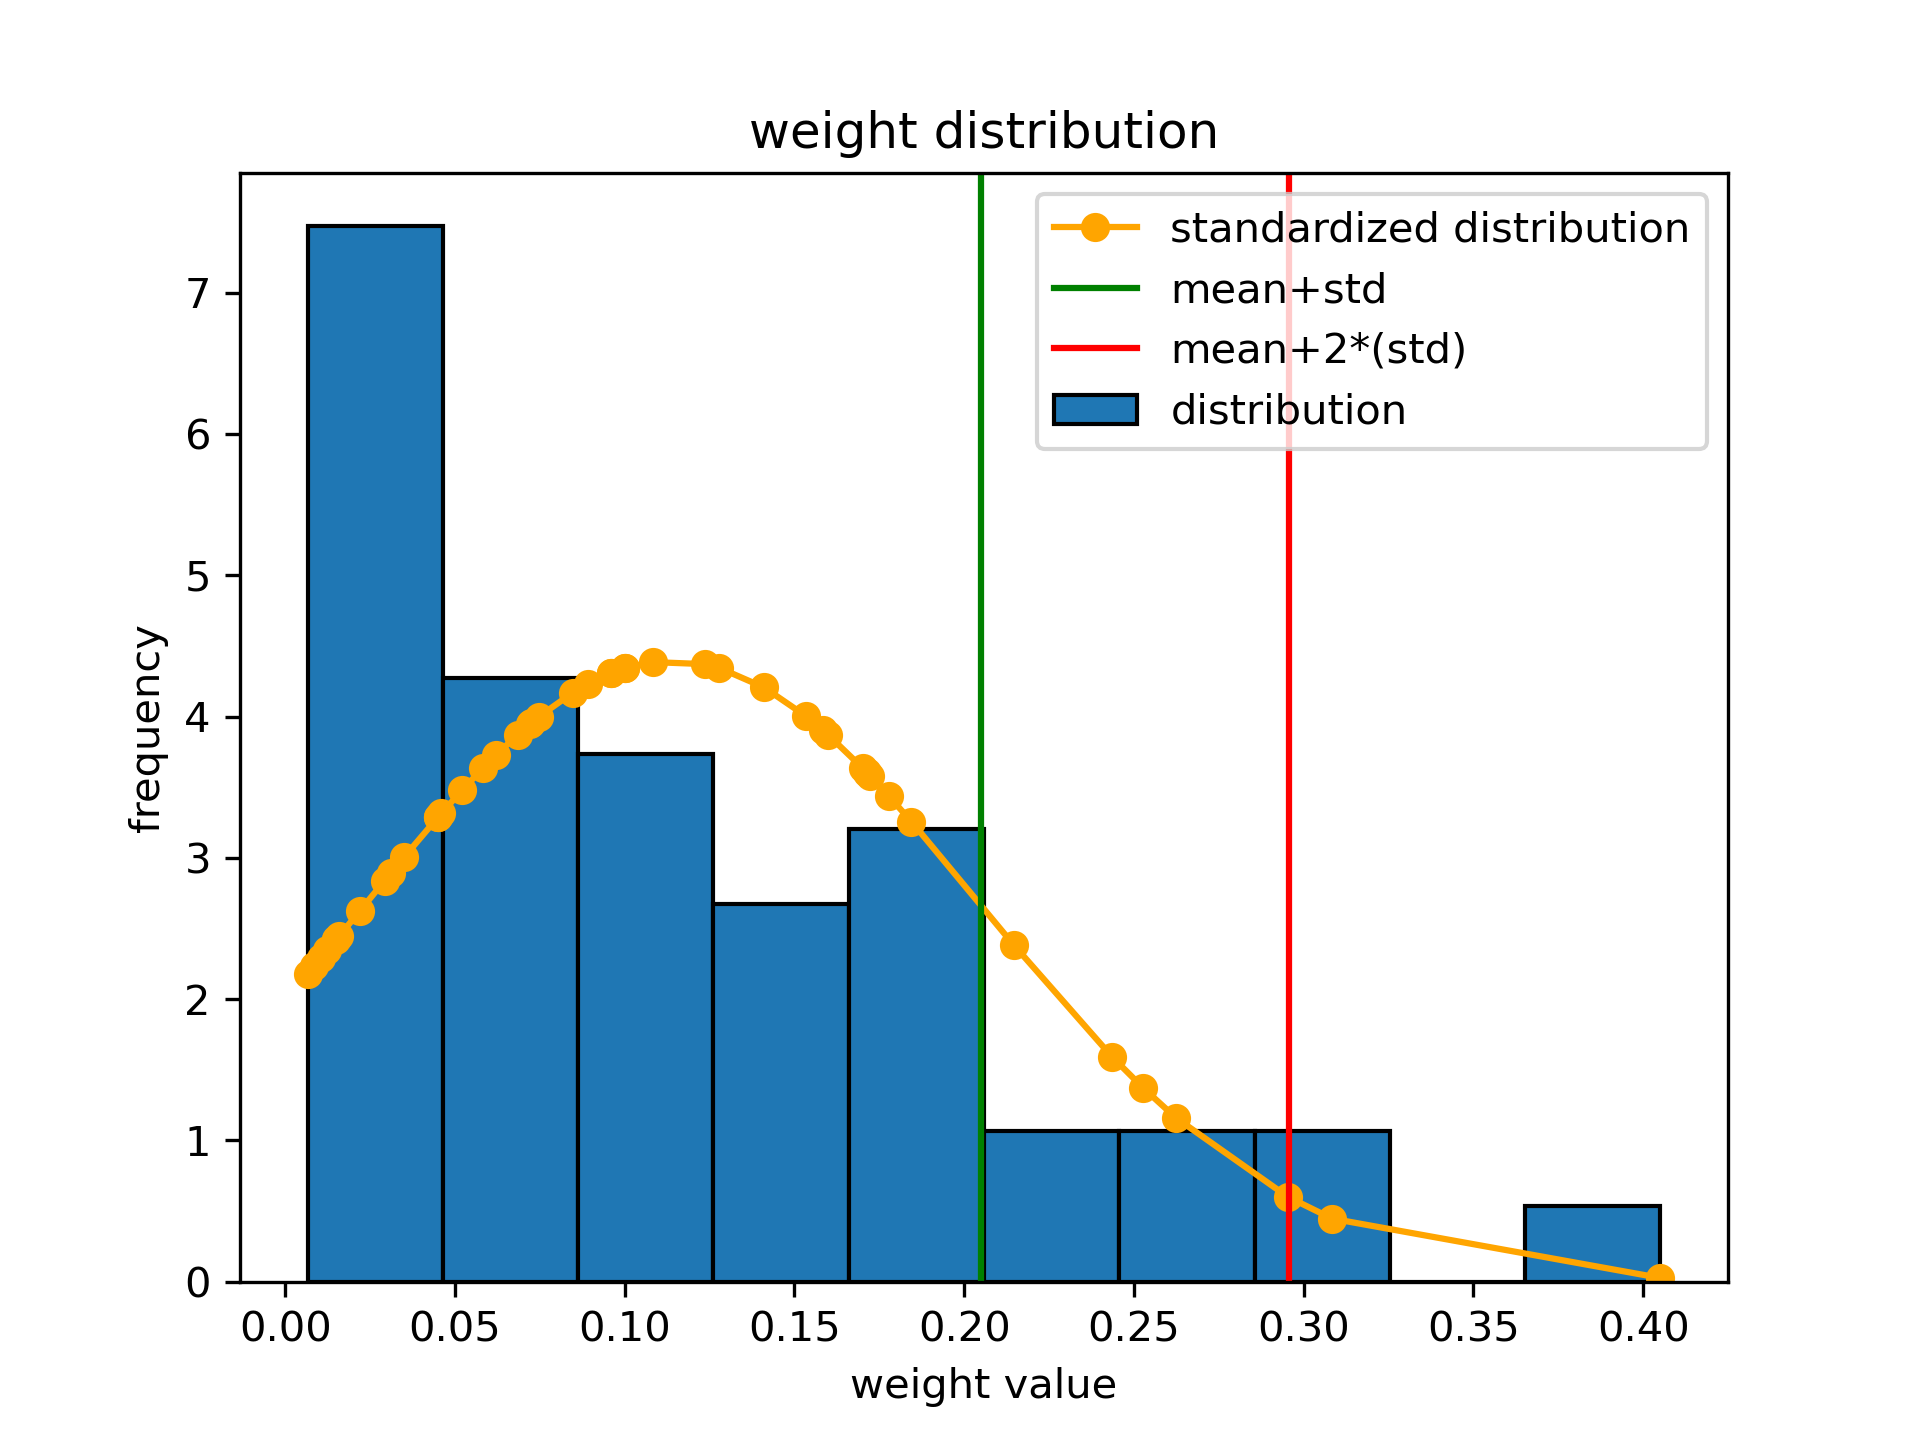 weight distribution
standardized distribution
mean+std
mean+2*(std)
distribution
frequency
7
6
5
4
3
2
1
0
0.00 0.05 0.10 0.15 0.20 0.25 0.30 0.35 0.40
weight value